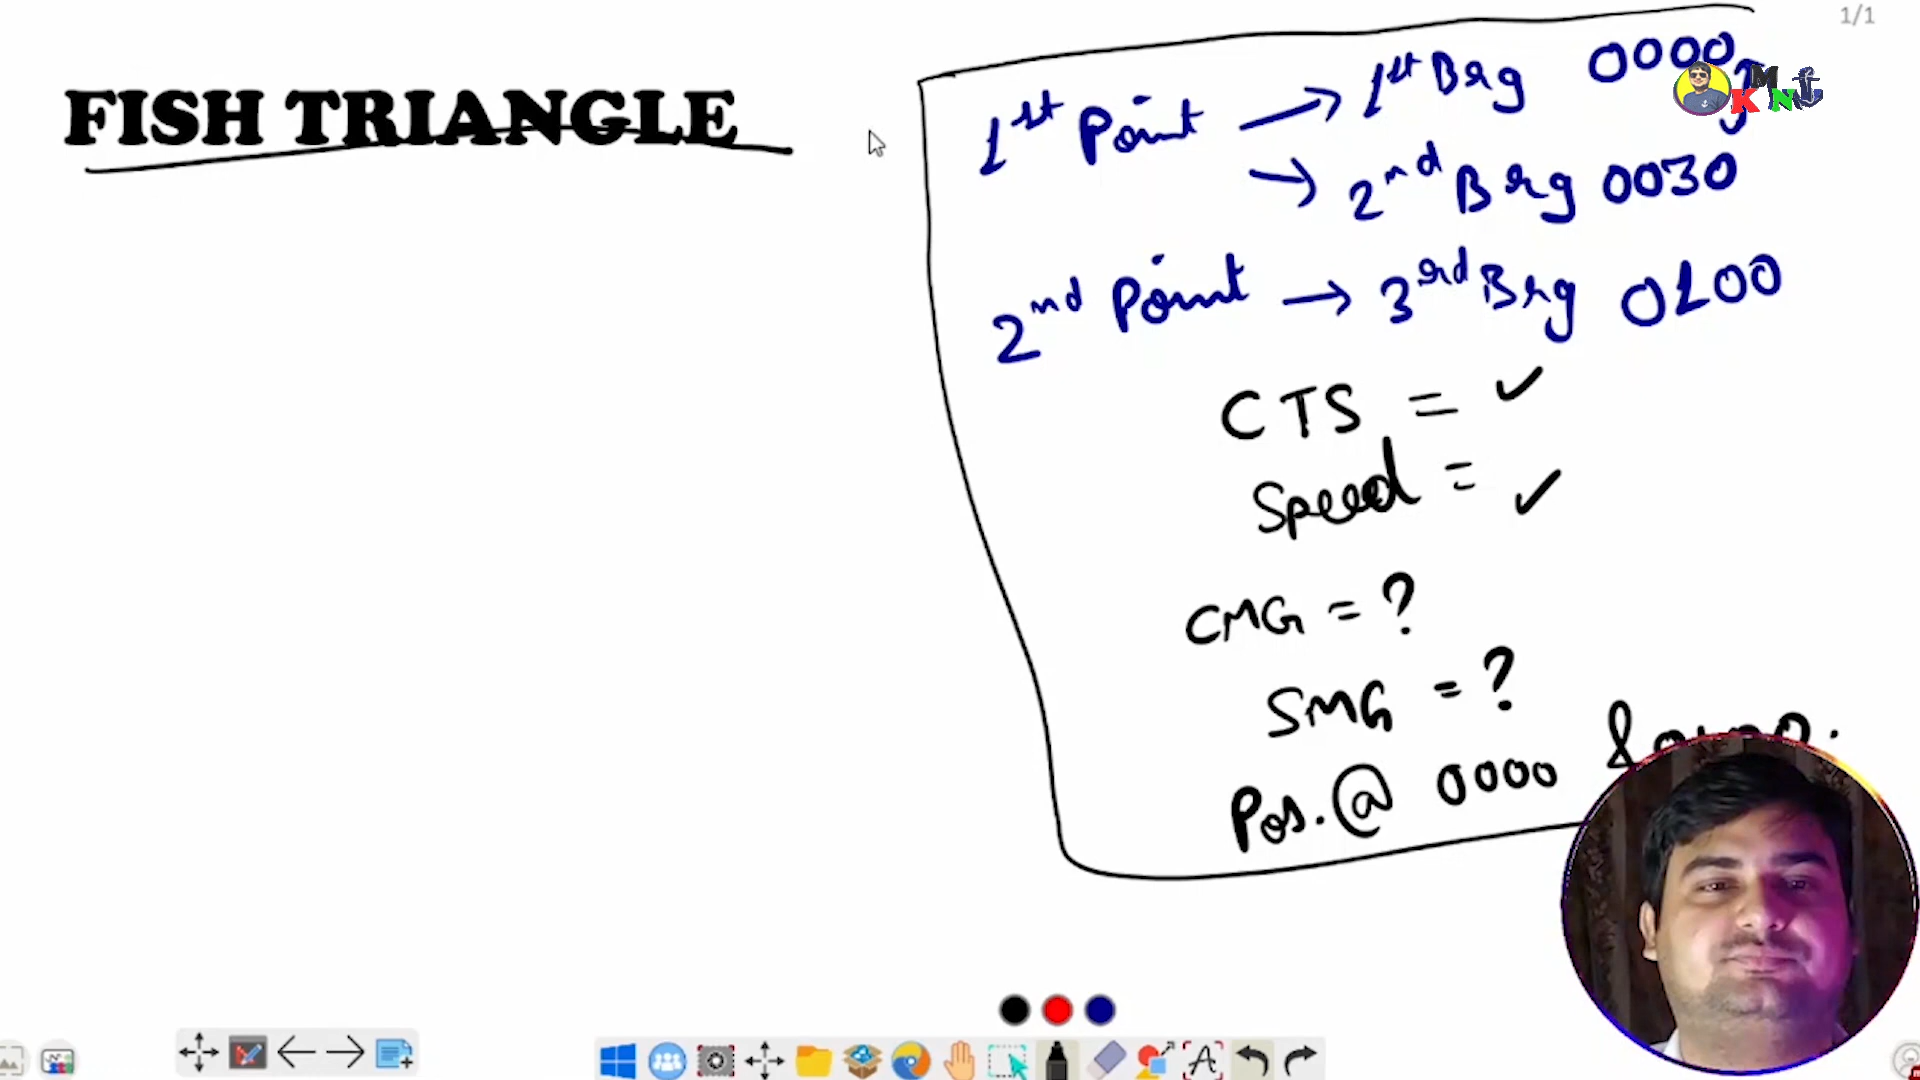 1/1
FISH TRIANGLE
1st Point → 1st Brg 0000
→ 2nd Brg 0030
2nd Point → 3rd Brg 0100
CTS = ✓
Speed = ✓
CMG = ?
SMG = ?
Pos. @ 0000 &
MKN